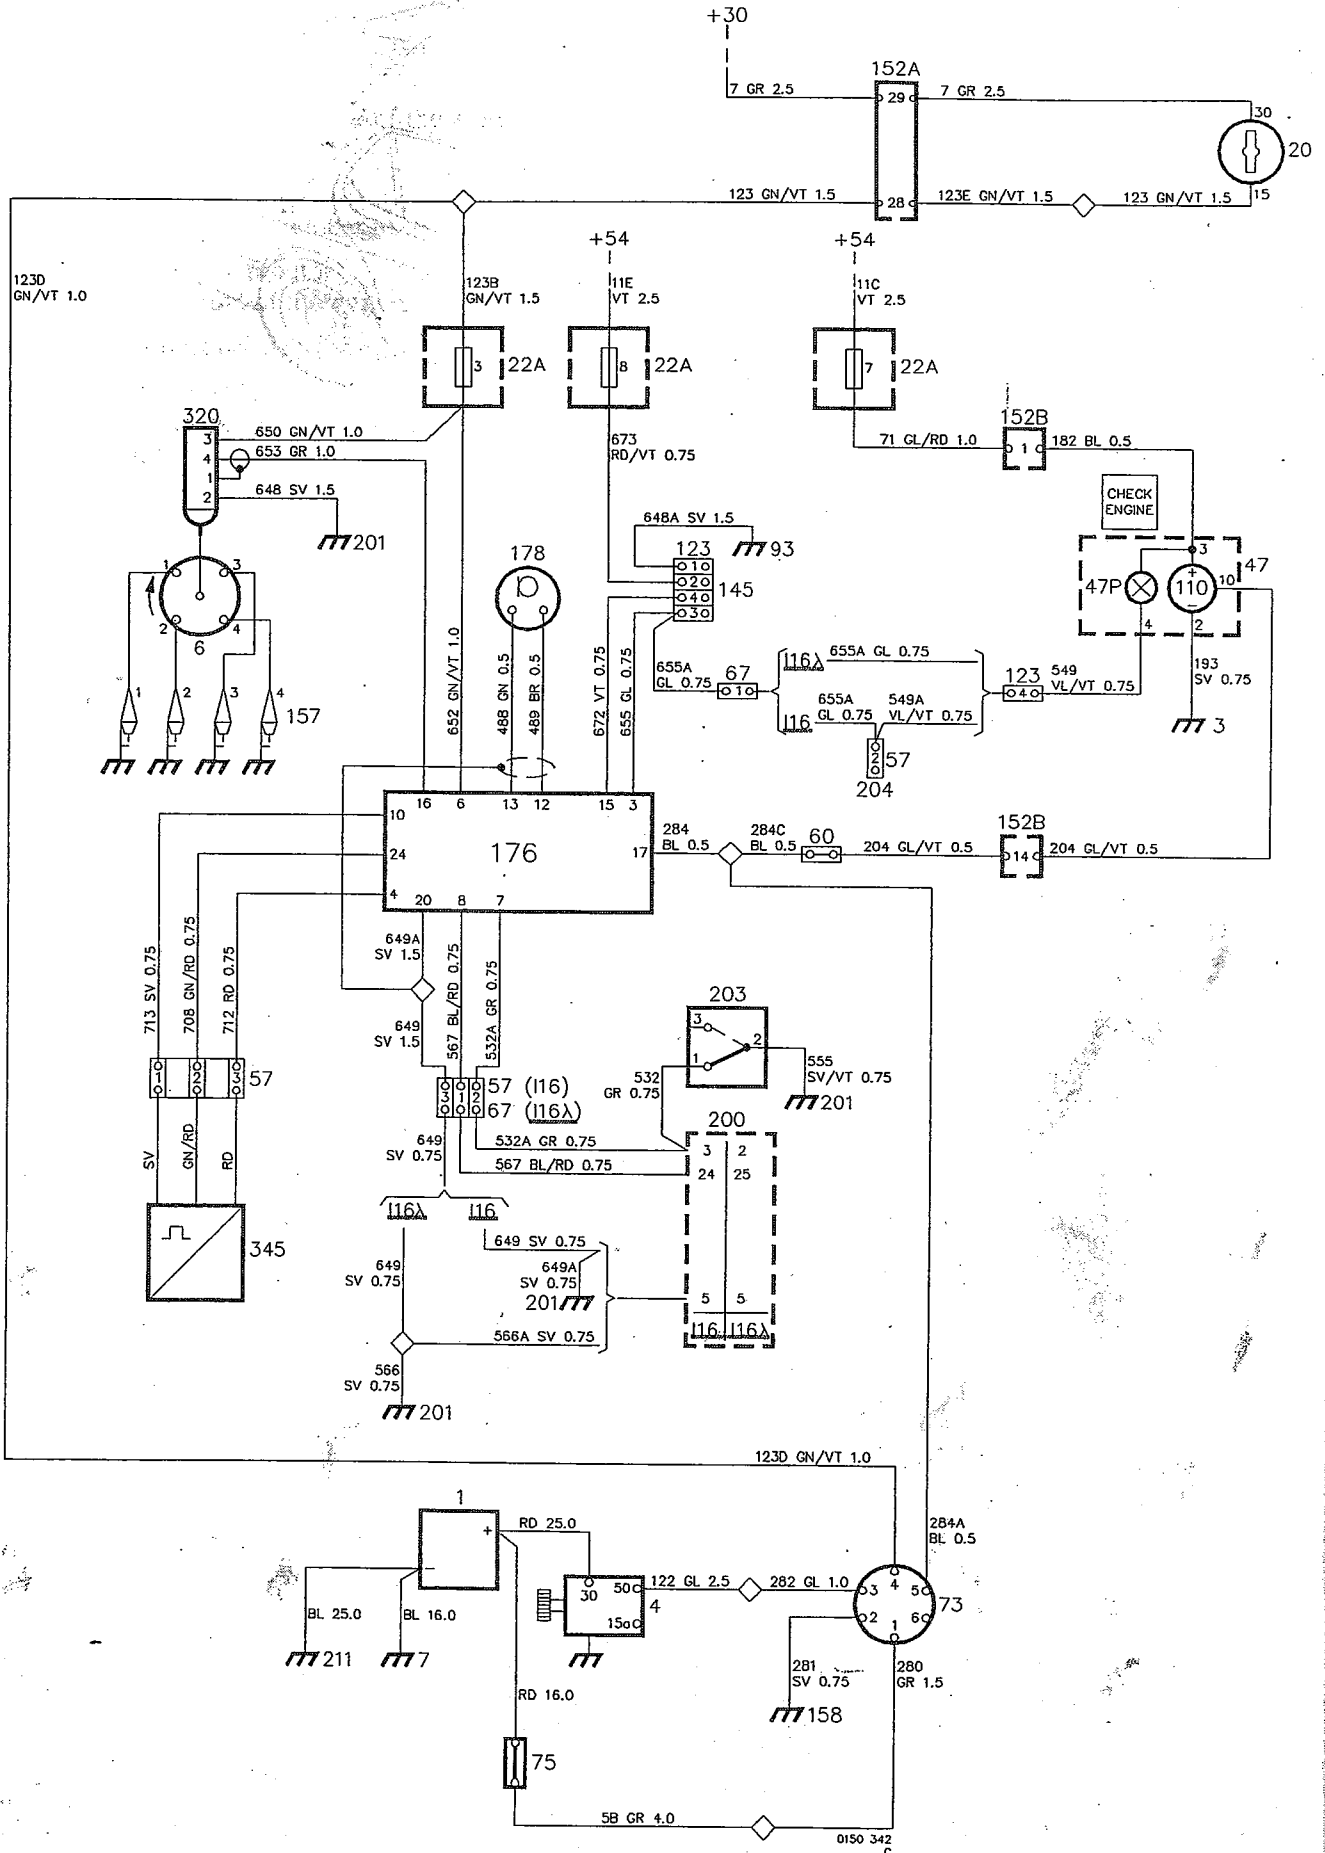 +30
152A
7 GR 2.5
29
7 GR 2.5
30
20
123 GN/VT 1.5
28
123E GN/VT 1.5
123 GN/VT 1.5
15
+54
+54
123D
GN/VT 1.0
123B
GN/VT 1.5
11E
VT 2.5
11C
VT 2.5
3
22A
8
22A
7
22A
320
3
650 GN/VT 1.0
4
653 GR 1.0
1
2
648 SV 1.5
201
673
RD/VT 0.75
71 GL/RD 1.0
152B
1
182 BL 0.5
CHECK
ENGINE
648A SV 1.5
93
178
123
1
2
4
3
145
3
47
47P
+
110
-
10
4
2
1
3
2
4
6
1
2
3
4
157
652 GN/VT 1.0
488 GN 0.5
489 BR 0.5
672 VT 0.75
655 GL 0.75
655A
GL 0.75
67
1
I16λ
655A GL 0.75
I16
655A
GL 0.75
549A
VL/VT 0.75
2
57
204
123
4
549
VL/VT 0.75
193
SV 0.75
3
16
6
13
12
15
3
10
24
4
176
17
20
8
7
284
BL 0.5
284C
BL 0.5
60
204 GL/VT 0.5
152B
14
204 GL/VT 0.5
713 SV 0.75
708 GN/RD 0.75
712 RD 0.75
649A
SV 1.5
649
SV 1.5
567 BL/RD 0.75
532A GR 0.75
1
2
3
57
SV
GN/RD
RD
345
3
1
2
57 (I16)
67 (I16λ)
203
3
1
2
532
GR 0.75
555
SV/VT 0.75
201
200
649
SV 0.75
532A GR 0.75
567 BL/RD 0.75
3
2
24
25
5
5
I16
I16λ
I16λ
I16
649 SV 0.75
649
SV 0.75
649A
SV 0.75
201
566A SV 0.75
566
SV 0.75
201
123D GN/VT 1.0
1
+
-
RD 25.0
BL 25.0
BL 16.0
211
7
30
50
15a
4
122 GL 2.5
282 GL 1.0
284A
BL 0.5
4
3
5
2
6
1
73
281
SV 0.75
158
280
GR 1.5
RD 16.0
75
5B GR 4.0
0150 342